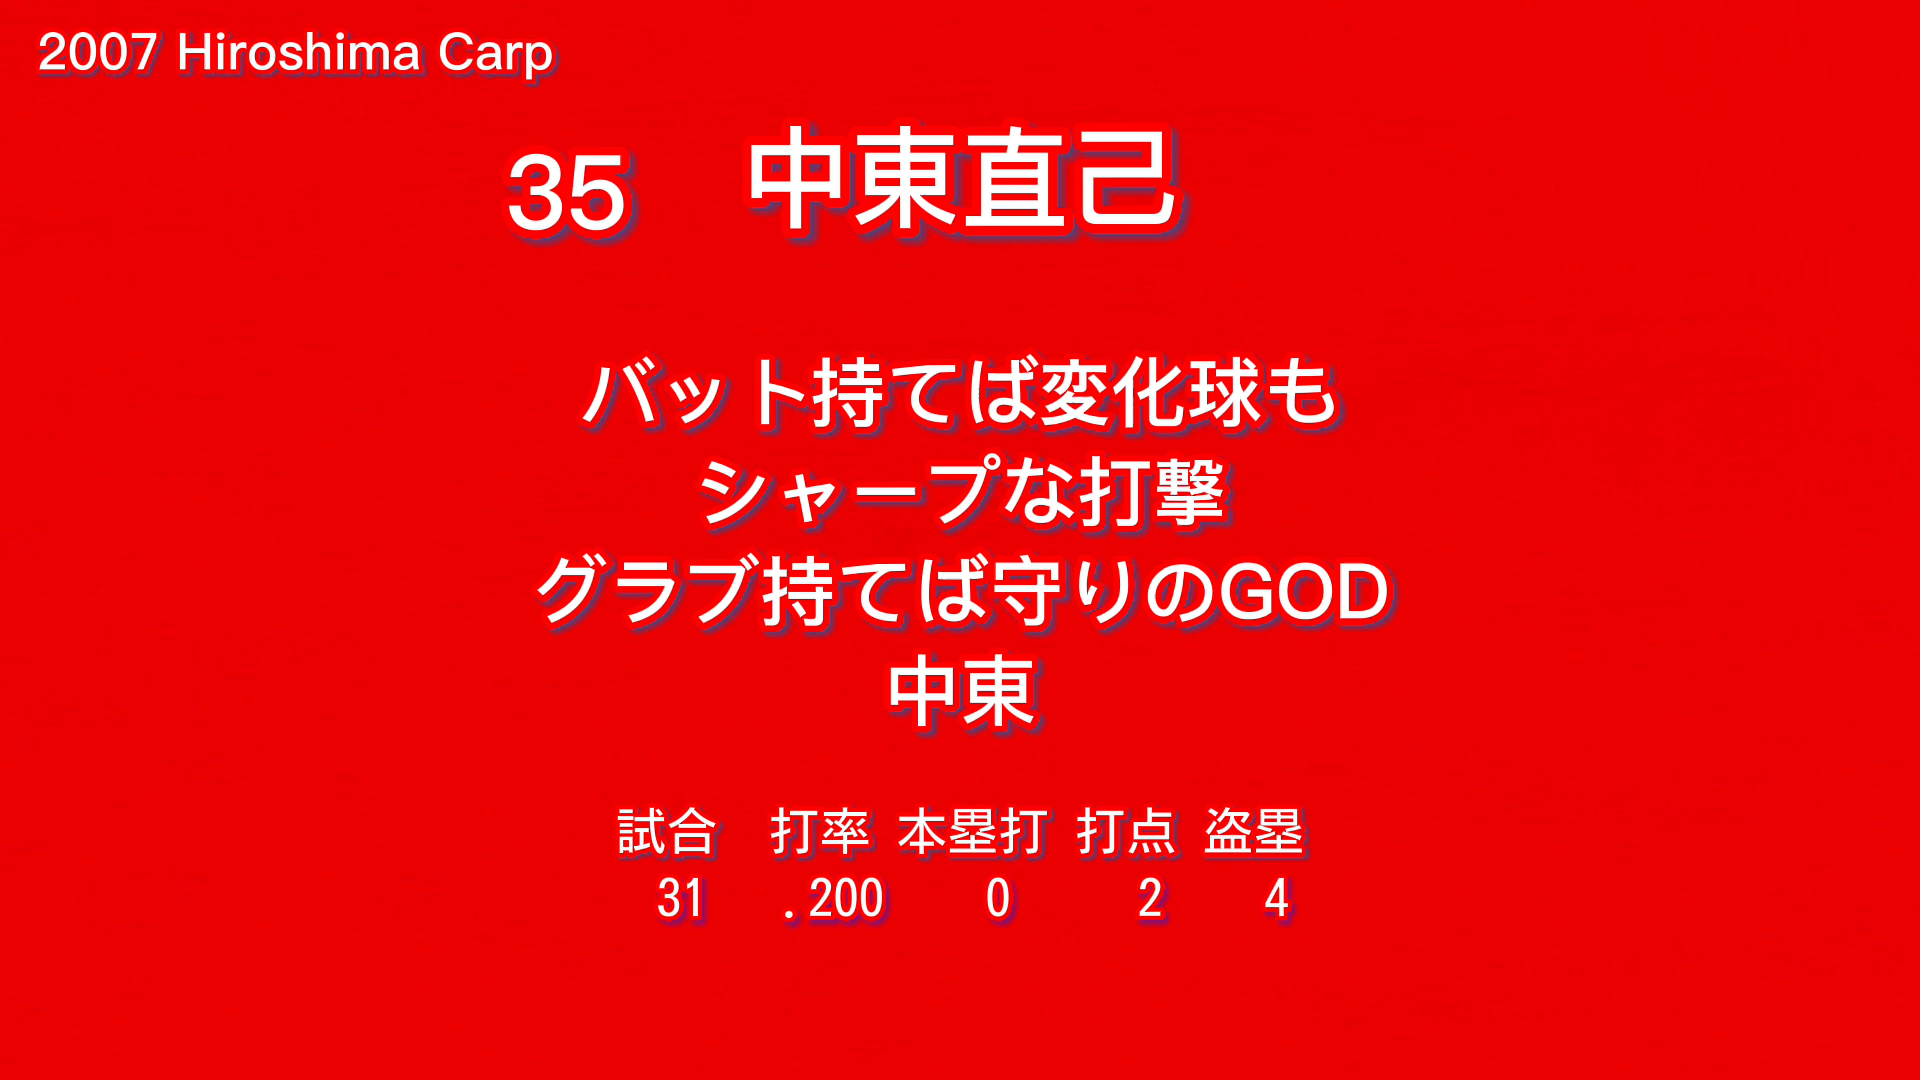 2007 Hiroshima Carp
35 中東直己
バット持てば変化球も
シャープな打撃
グラブ持てば守りのGOD
中東
試合 打率 本塁打 打点 盗塁
31 .200 0 2 4